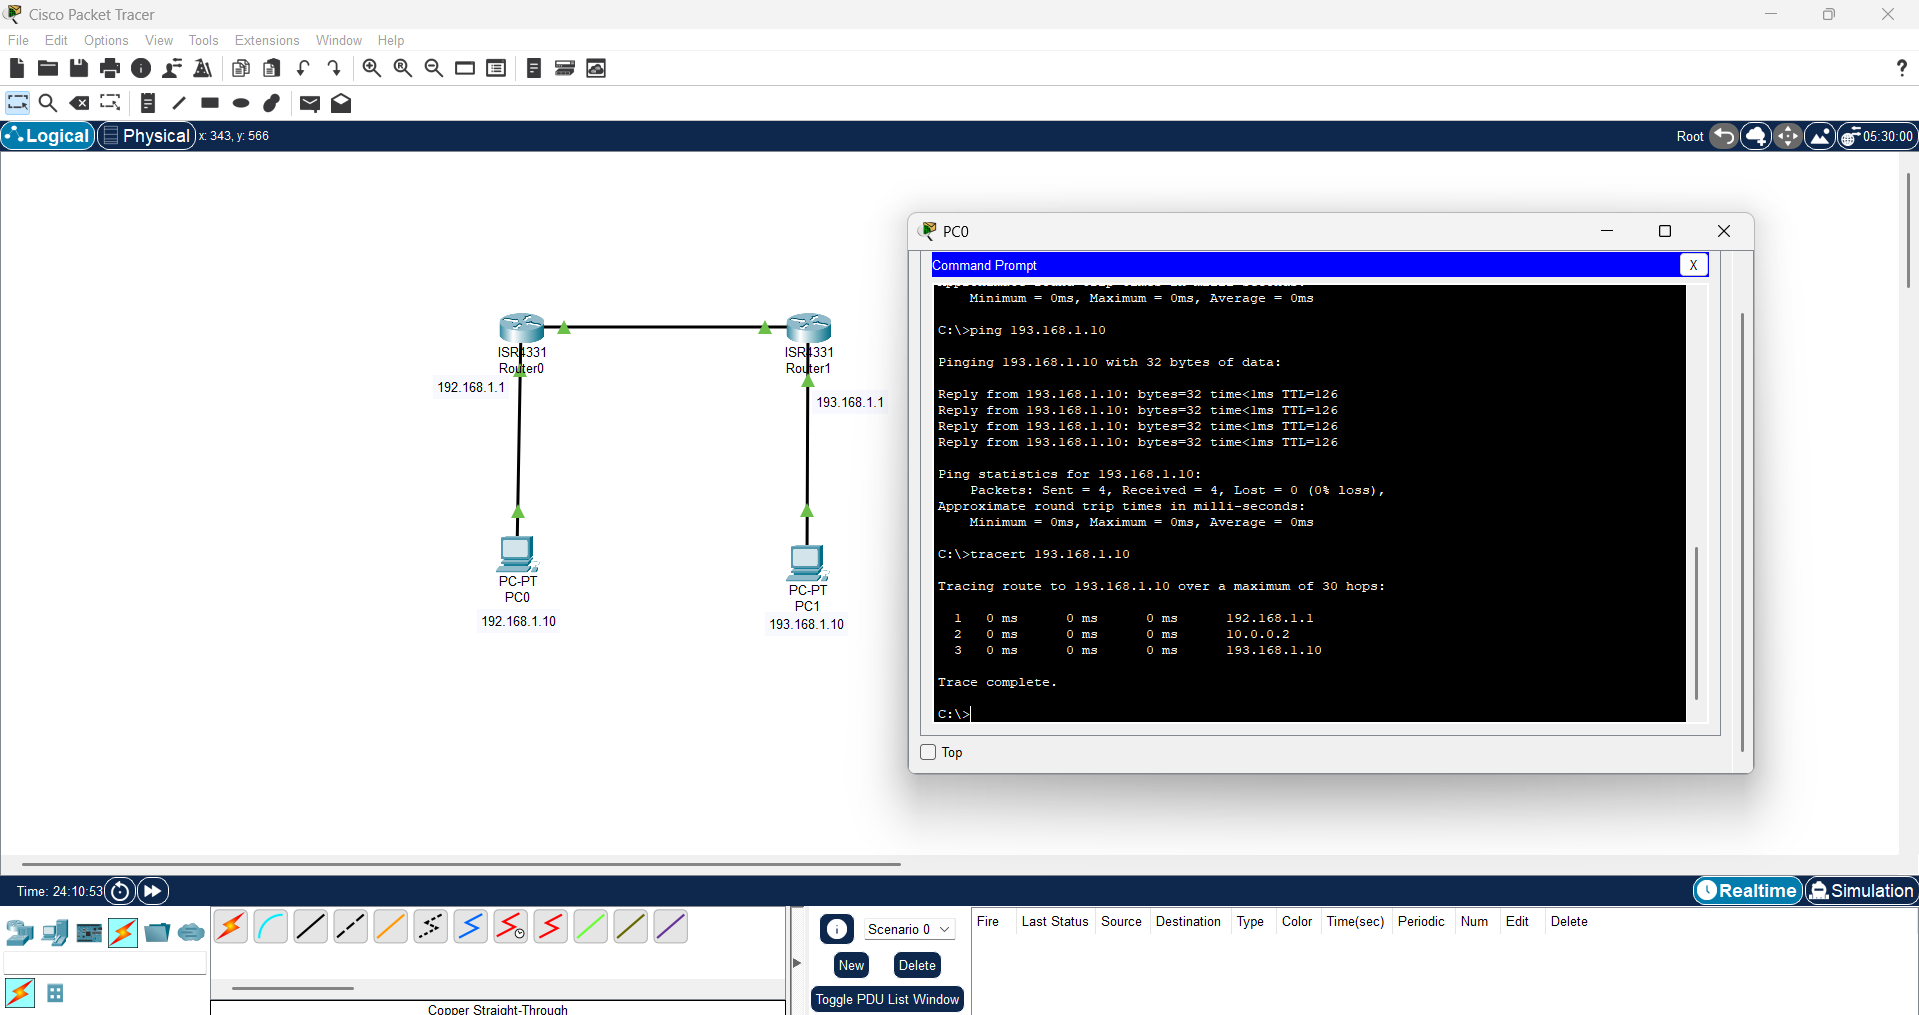 Cisco Packet Tracer
File Edit Options View Tools Extensions Window Help
Logical Physical x: 343, y: 566
Root 05:30:00
ISR4331
Router0
192.168.1.1
ISR4331
Router1
193.168.1.1
PC-PT
PC0
192.168.1.10
PC-PT
PC1
193.168.1.10
PC0
Command Prompt X
Approximate round trip times in milli-seconds:
Minimum = 0ms, Maximum = 0ms, Average = 0ms
C:\>ping 193.168.1.10
Pinging 193.168.1.10 with 32 bytes of data:
Reply from 193.168.1.10: bytes=32 time<1ms TTL=126
Reply from 193.168.1.10: bytes=32 time<1ms TTL=126
Reply from 193.168.1.10: bytes=32 time<1ms TTL=126
Reply from 193.168.1.10: bytes=32 time<1ms TTL=126
Ping statistics for 193.168.1.10:
Packets: Sent = 4, Received = 4, Lost = 0 (0% loss),
Approximate round trip times in milli-seconds:
Minimum = 0ms, Maximum = 0ms, Average = 0ms
C:\>tracert 193.168.1.10
Tracing route to 193.168.1.10 over a maximum of 30 hops:
1 0 ms 0 ms 0 ms 192.168.1.1
2 0 ms 0 ms 0 ms 10.0.0.2
3 0 ms 0 ms 0 ms 193.168.1.10
Trace complete.
C:\>
Top
Time: 24:10:53
Realtime Simulation
Scenario 0
New Delete
Toggle PDU List Window
Fire Last Status Source Destination Type Color Time(sec) Periodic Num Edit Delete
Copper Straight-Through